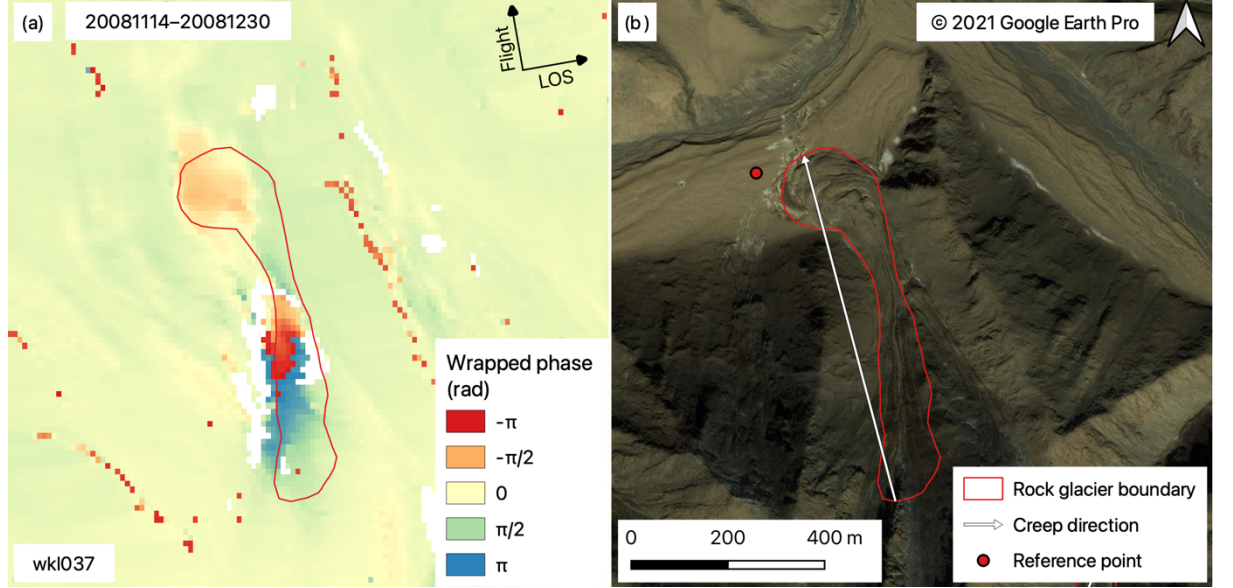 (a)
20081114–20081230
Flight
LOS
Wrapped phase
(rad)
-π
-π/2
0
π/2
π
wkl037
(b)
© 2021 Google Earth Pro
0 200 400 m
Rock glacier boundary
Creep direction
Reference point